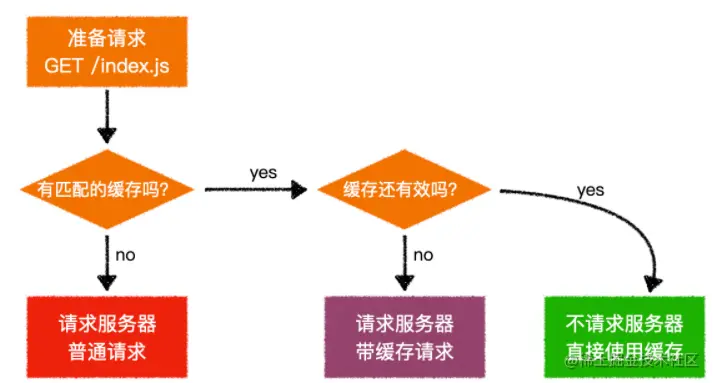 准备请求
GET /index.js
有匹配的缓存吗?
yes
缓存还有效吗?
yes
no
no
请求服务器
普通请求
请求服务器
带缓存请求
不请求服务器
直接使用缓存
@稀土掘金技术社区